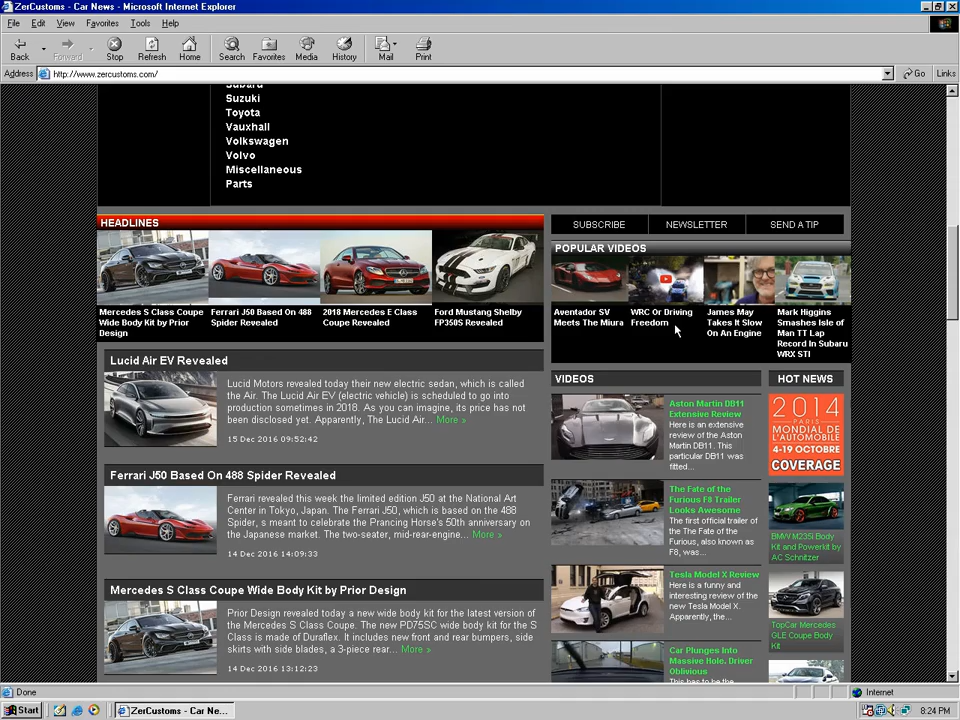 ZerCustoms - Car News - Microsoft Internet Explorer
File Edit View Favorites Tools Help
Back Forward Stop Refresh Home Search Favorites Media History Mail Print
Address http://www.zercustoms.com/ Go Links
Subaru
Suzuki
Toyota
Vauxhall
Volkswagen
Volvo
Miscellaneous
Parts
HEADLINES
Mercedes S Class Coupe
Wide Body Kit by Prior
Design
Ferrari J50 Based On 488
Spider Revealed
2018 Mercedes E Class
Coupe Revealed
Ford Mustang Shelby
FP350S Revealed
SUBSCRIBE NEWSLETTER SEND A TIP
POPULAR VIDEOS
Aventador SV
Meets The Miura
WRC Or Driving
Freedom
James May
Takes It Slow
On An Engine
Mark Higgins
Smashes Isle of
Man TT Lap
Record In Subaru
WRX STI
Lucid Air EV Revealed
Lucid Motors revealed today their new electric sedan, which is called
the Air. The Lucid Air EV (electric vehicle) is scheduled to go into
production sometimes in 2018. As you can imagine, its price has not
been disclosed yet. Apparently, The Lucid Air... More »
15 Dec 2016 09:52:42
Ferrari J50 Based On 488 Spider Revealed
Ferrari revealed this week the limited edition J50 at the National Art
Center in Tokyo, Japan. The Ferrari J50, which is based on the 488
Spider, s meant to celebrate the Prancing Horse's 50th anniversary on
the Japanese market. The two-seater, mid-rear-engine... More »
14 Dec 2016 14:09:33
Mercedes S Class Coupe Wide Body Kit by Prior Design
Prior Design revealed today a new wide body kit for the latest version of
the Mercedes S Class Coupe. The new PD75SC wide body kit for the S
Class is made of Duraflex. It includes new front and rear bumpers, side
skirts with side blades, a 3-piece rear... More »
14 Dec 2016 13:12:23
VIDEOS
Aston Martin DB11
Extensive Review
Here is an extensive
review of the Aston
Martin DB11. This
particular DB11 was
fitted...
The Fate of the
Furious F8 Trailer
Looks Awesome
The first official trailer of
the The Fate of the
Furious, also known as
F8, was...
Tesla Model X Review
Here is a funny and
interesting review of the
new Tesla Model X.
Apparently, the...
Car Plunges Into
Massive Hole. Driver
Oblivious
This has to be the
HOT NEWS
2014
PARIS
MONDIAL DE
L'AUTOMOBILE
4-19 OCTOBRE
COVERAGE
BMW M235i Body
Kit and Powerkit by
AC Schnitzer
TopCar Mercedes
GLE Coupe Body
Kit
Done Internet
Start ZerCustoms - Car Ne... 8:24 PM